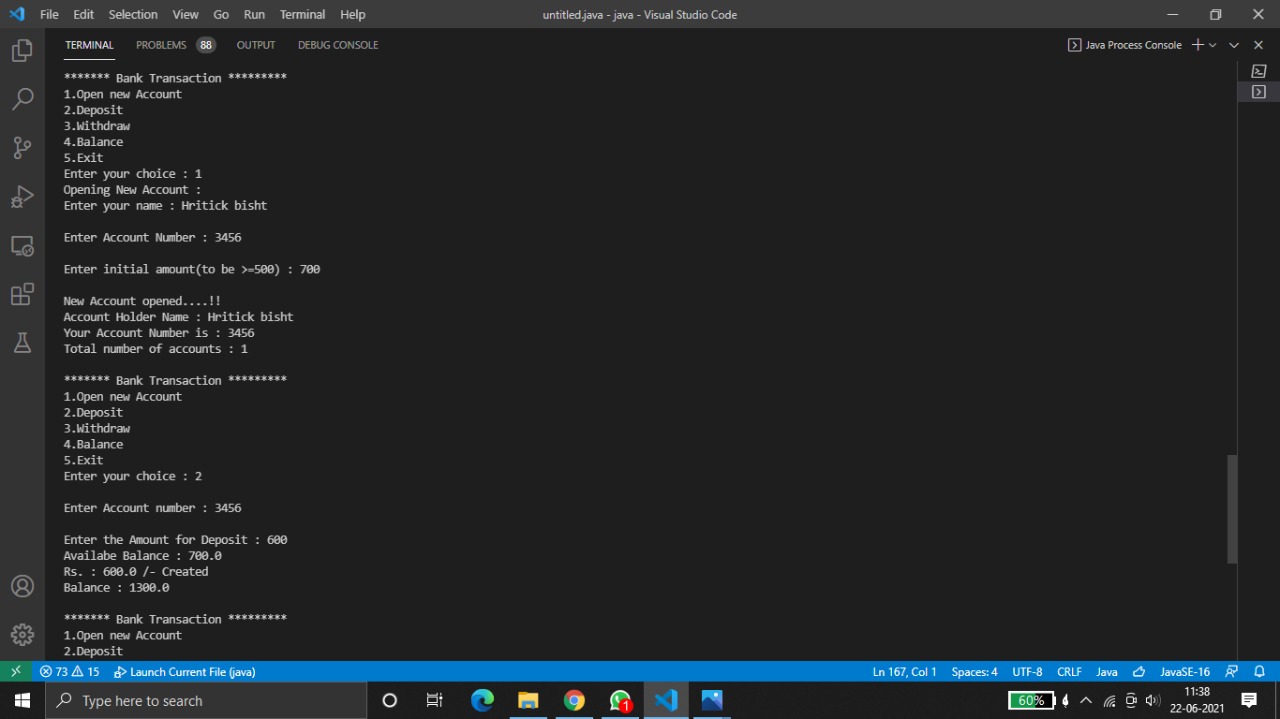 File Edit Selection View Go Run Terminal Help
untitled.java - java - Visual Studio Code
TERMINAL PROBLEMS 88 OUTPUT DEBUG CONSOLE
Java Process Console
******* Bank Transaction *********
1.Open new Account
2.Deposit
3.Withdraw
4.Balance
5.Exit
Enter your choice : 1
Opening New Account :
Enter your name : Hritick bisht
Enter Account Number : 3456
Enter initial amount(to be >=500) : 700
New Account opened....!!
Account Holder Name : Hritick bisht
Your Account Number is : 3456
Total number of accounts : 1
******* Bank Transaction *********
1.Open new Account
2.Deposit
3.Withdraw
4.Balance
5.Exit
Enter your choice : 2
Enter Account number : 3456
Enter the Amount for Deposit : 600
Availabe Balance : 700.0
Rs. : 600.0 /- Created
Balance : 1300.0
******* Bank Transaction *********
1.Open new Account
2.Deposit
73 15 Launch Current File (java)
Ln 167, Col 1 Spaces: 4 UTF-8 CRLF Java JavaSE-16
Type here to search
1
60%
11:38
22-06-2021